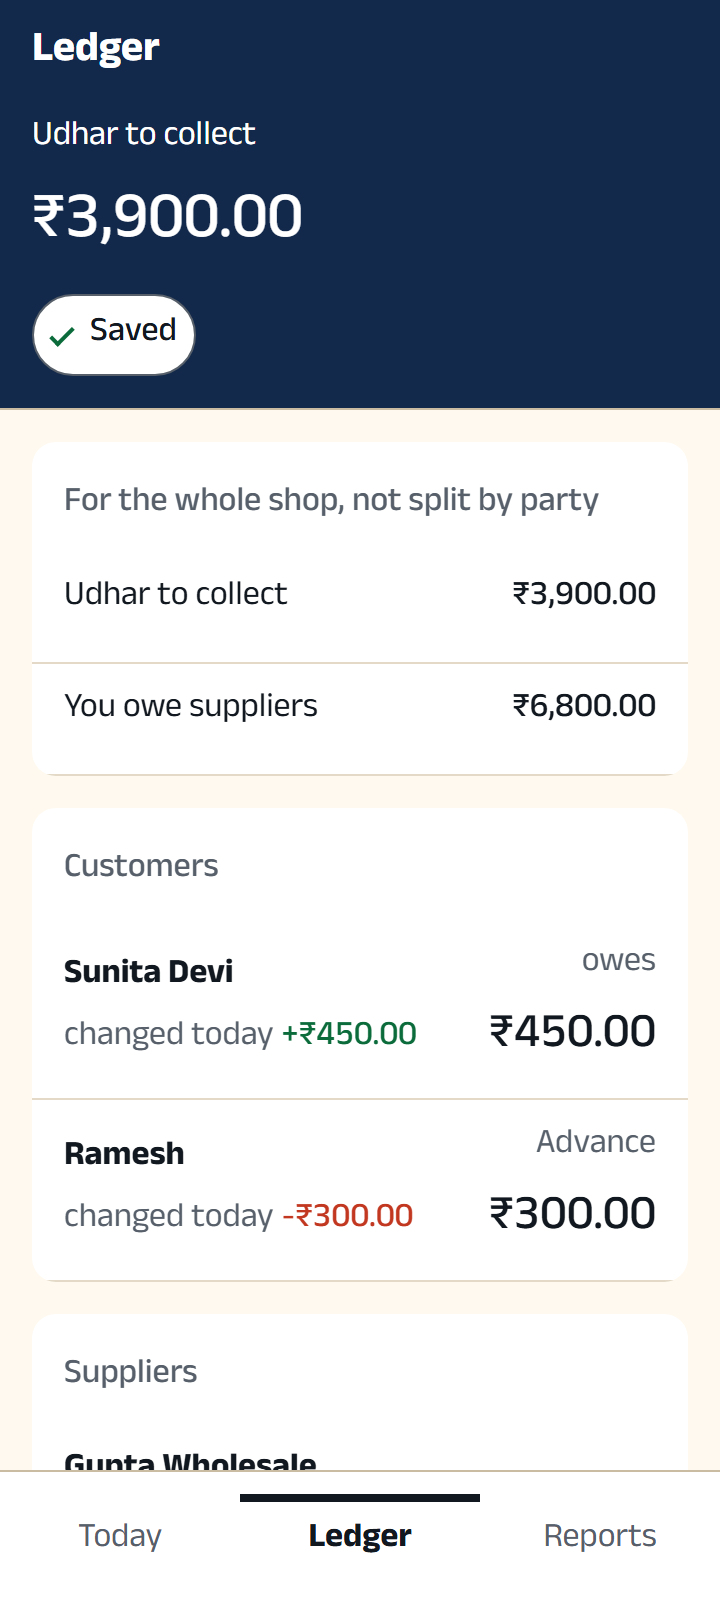 Ledger
Udhar to collect
₹3,900.00
Saved
For the whole shop, not split by party
Udhar to collect ₹3,900.00
You owe suppliers ₹6,800.00
Customers
Sunita Devi owes
changed today +₹450.00 ₹450.00
Ramesh Advance
changed today -₹300.00 ₹300.00
Suppliers
Gupta Wholesale
Today Ledger Reports